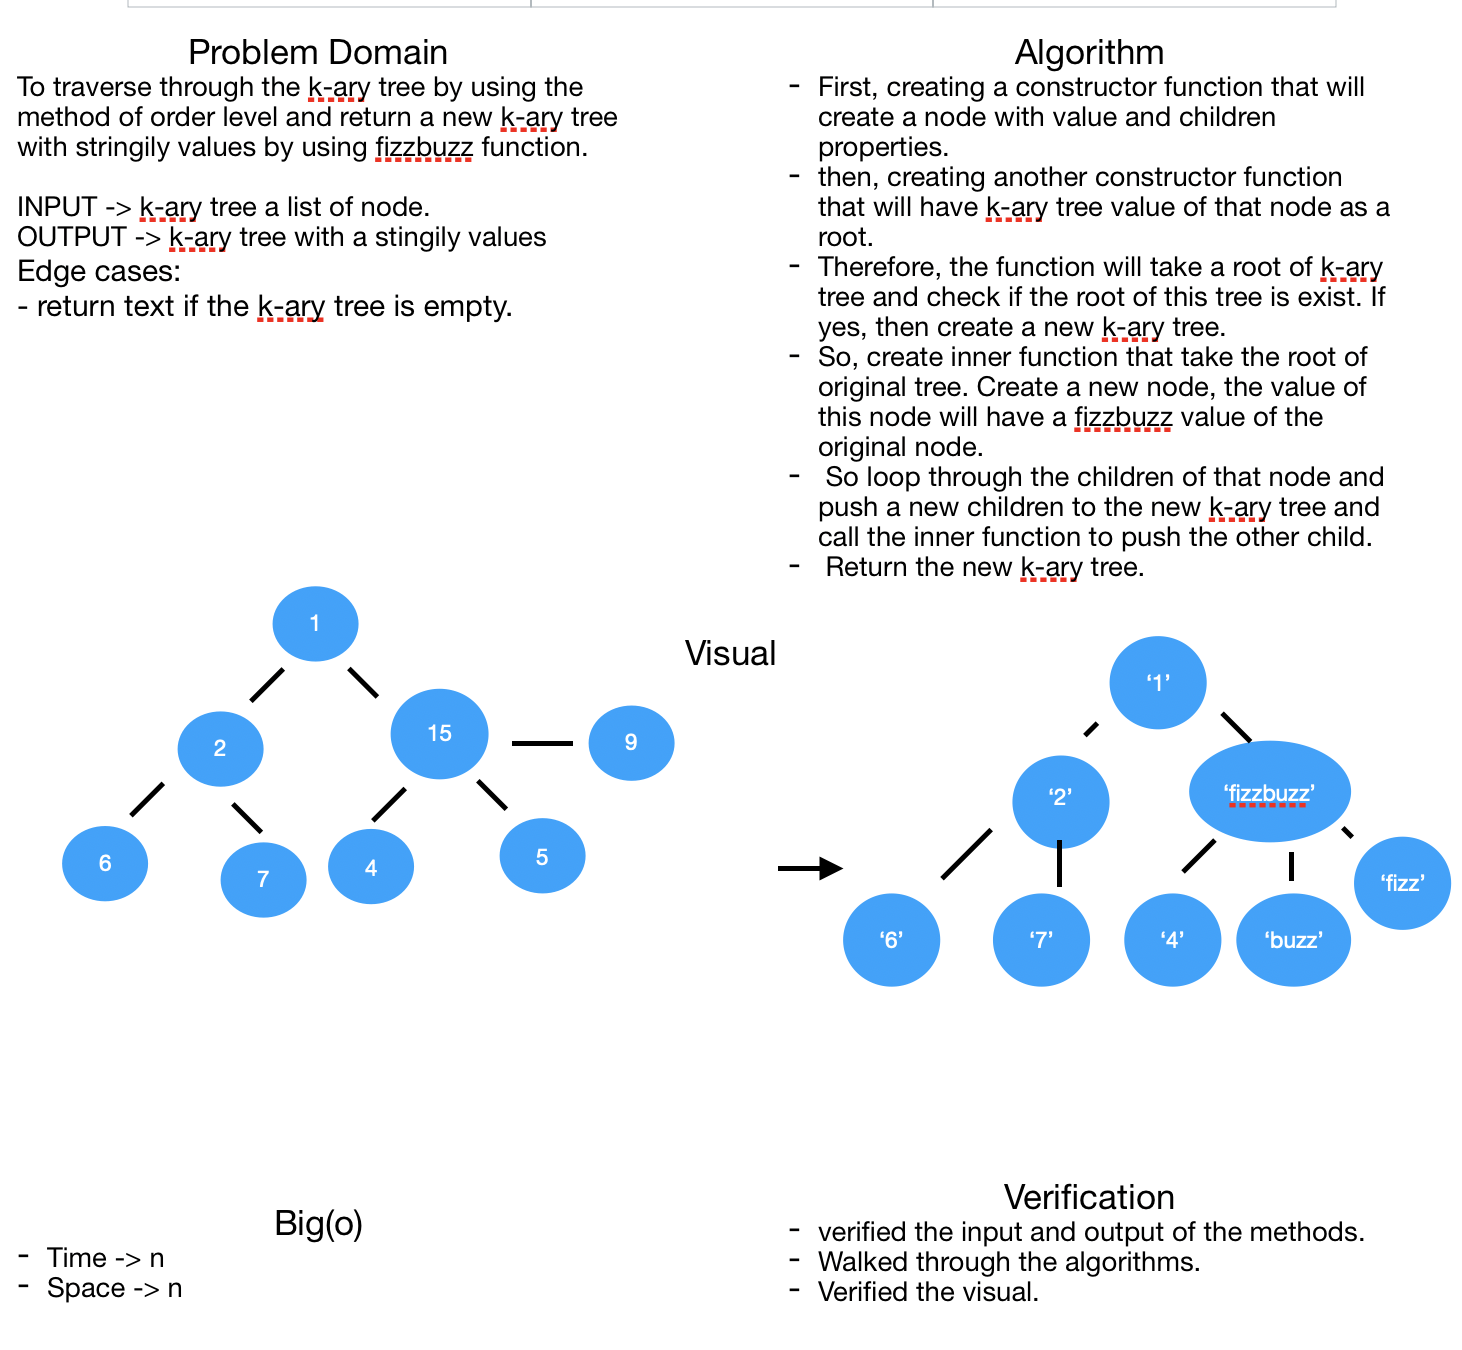 Problem Domain
To traverse through the k-ary tree by using the
method of order level and return a new k-ary tree
with stringily values by using fizzbuzz function.
INPUT -> k-ary tree a list of node.
OUTPUT -> k-ary tree with a stingily values
Edge cases:
- return text if the k-ary tree is empty.
Algorithm
- First, creating a constructor function that will
create a node with value and children
properties.
- then, creating another constructor function
that will have k-ary tree value of that node as a
root.
- Therefore, the function will take a root of k-ary
tree and check if the root of this tree is exist. If
yes, then create a new k-ary tree.
- So, create inner function that take the root of
original tree. Create a new node, the value of
this node will have a fizzbuzz value of the
original node.
- So loop through the children of that node and
push a new children to the new k-ary tree and
call the inner function to push the other child.
- Return the new k-ary tree.
Visual
1
2
15
9
6
7
4
5
‘1’
‘2’
‘fizzbuzz’
‘6’
‘7’
‘4’
‘buzz’
‘fizz’
Big(o)
- Time -> n
- Space -> n
Verification
- verified the input and output of the methods.
- Walked through the algorithms.
- Verified the visual.